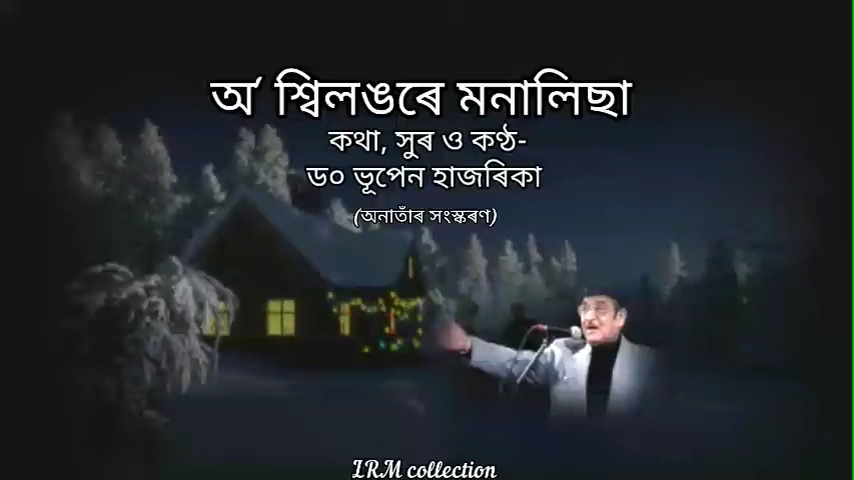 অ' শ্বিলঙৰে মনালিছা
কথা, সুৰ ও কণ্ঠ-
ড০ ভূপেন হাজৰিকা
(অনাতাঁৰ সংস্কৰণ)
IRM collection